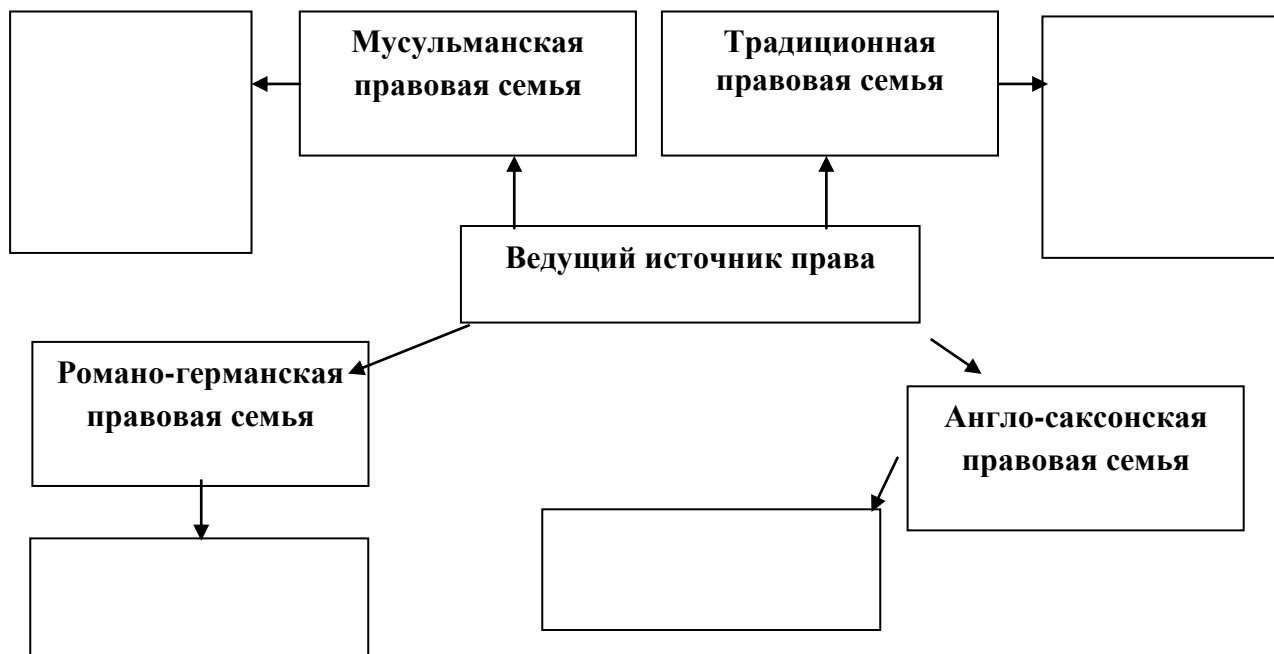 Мусульманская
правовая семья
Традиционная
правовая семья
Ведущий источник права
Романо-германская
правовая семья
Англо-саксонская
правовая семья